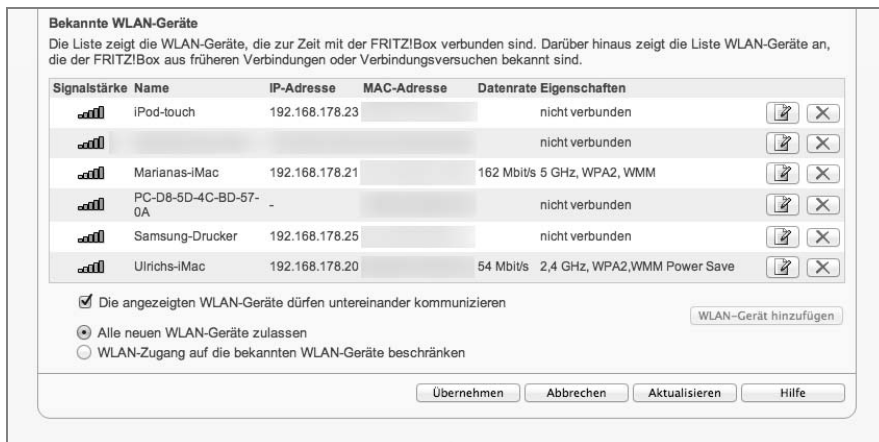 Bekannte WLAN-Geräte
Die Liste zeigt die WLAN-Geräte, die zur Zeit mit der FRITZ!Box verbunden sind. Darüber hinaus zeigt die Liste WLAN-Geräte an,
die der FRITZ!Box aus früheren Verbindungen oder Verbindungsversuchen bekannt sind.
Signalstärke Name IP-Adresse MAC-Adresse Datenrate Eigenschaften
iPod-touch 192.168.178.23 nicht verbunden
nicht verbunden
Marianas-iMac 192.168.178.21 162 Mbit/s 5 GHz, WPA2, WMM
PC-D8-5D-4C-BD-57-
0A - nicht verbunden
Samsung-Drucker 192.168.178.25 nicht verbunden
Ulrichs-iMac 192.168.178.20 54 Mbit/s 2,4 GHz, WPA2,WMM Power Save
Die angezeigten WLAN-Geräte dürfen untereinander kommunizieren
WLAN-Gerät hinzufügen
Alle neuen WLAN-Geräte zulassen
WLAN-Zugang auf die bekannten WLAN-Geräte beschränken
Übernehmen Abbrechen Aktualisieren Hilfe